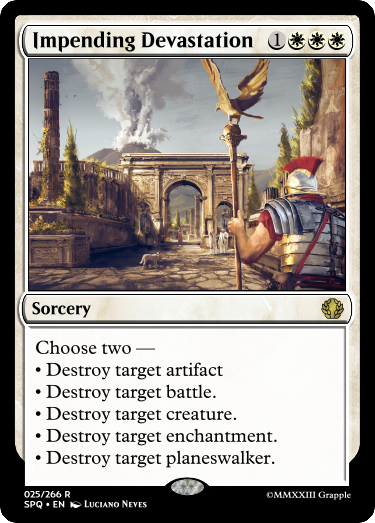 Impending Devastation 1
Sorcery
Choose two —
• Destroy target artifact
• Destroy target battle.
• Destroy target creature.
• Destroy target enchantment.
• Destroy target planeswalker.
025/266 R
SPQ • EN Luciano Neves
©MMXXIII Grapple